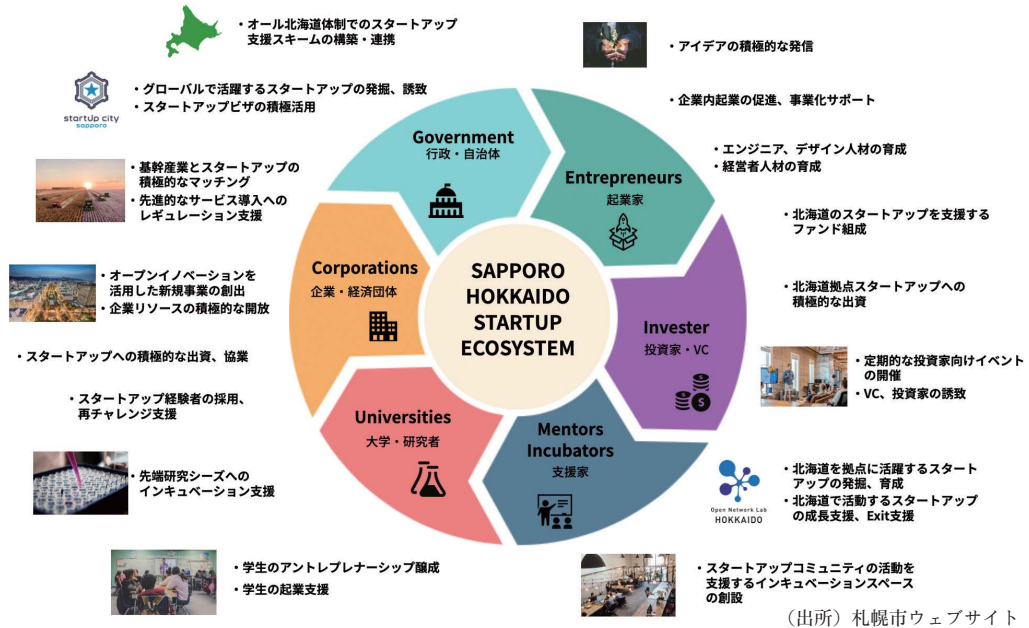 ・オール北海道体制でのスタートアップ
支援スキームの構築・連携
・グローバルで活躍するスタートアップの発掘、誘致
・スタートアップビザの積極活用
startup city
sapporo
・基幹産業とスタートアップの
積極的なマッチング
・先進的なサービス導入への
レギュレーション支援
・オープンイノベーションを
活用した新規事業の創出
・企業リソースの積極的な開放
・スタートアップへの積極的な出資、協業
・スタートアップ経験者の採用、
再チャレンジ支援
・先端研究シーズへの
インキュベーション支援
・学生のアントレプレナーシップ醸成
・学生の起業支援
Government
行政・自治体
Entrepreneurs
起業家
Corporations
企業・経済団体
SAPPORO
HOKKAIDO
STARTUP
ECOSYSTEM
Invester
投資家・VC
Universities
大学・研究者
Mentors
Incubators
支援家
・アイデアの積極的な発信
・企業内起業の促進、事業化サポート
・エンジニア、デザイン人材の育成
・経営者人材の育成
・北海道のスタートアップを支援する
ファンド組成
・北海道拠点スタートアップへの
積極的な出資
・定期的な投資家向けイベント
の開催
・VC、投資家の誘致
Open Network Lab
HOKKAIDO
・北海道を拠点に活躍するスタート
アップの発掘、育成
・北海道で活動するスタートアップ
の成長支援、Exit支援
・スタートアップコミュニティの活動を
支援するインキュベーションスペース
の創設
（出所）札幌市ウェブサイト